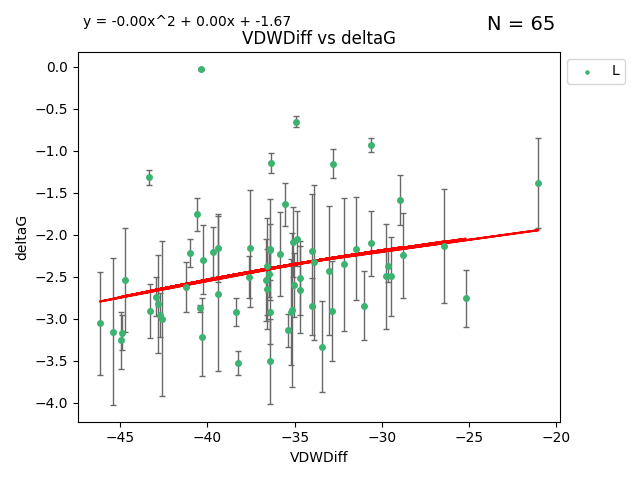 y = -0.00x^2 + 0.00x + -1.67
N = 65
VDWDiff vs deltaG
L
deltaG
0.0
−0.5
−1.0
−1.5
−2.0
−2.5
−3.0
−3.5
−4.0
−45 −40 −35 −30 −25 −20
VDWDiff